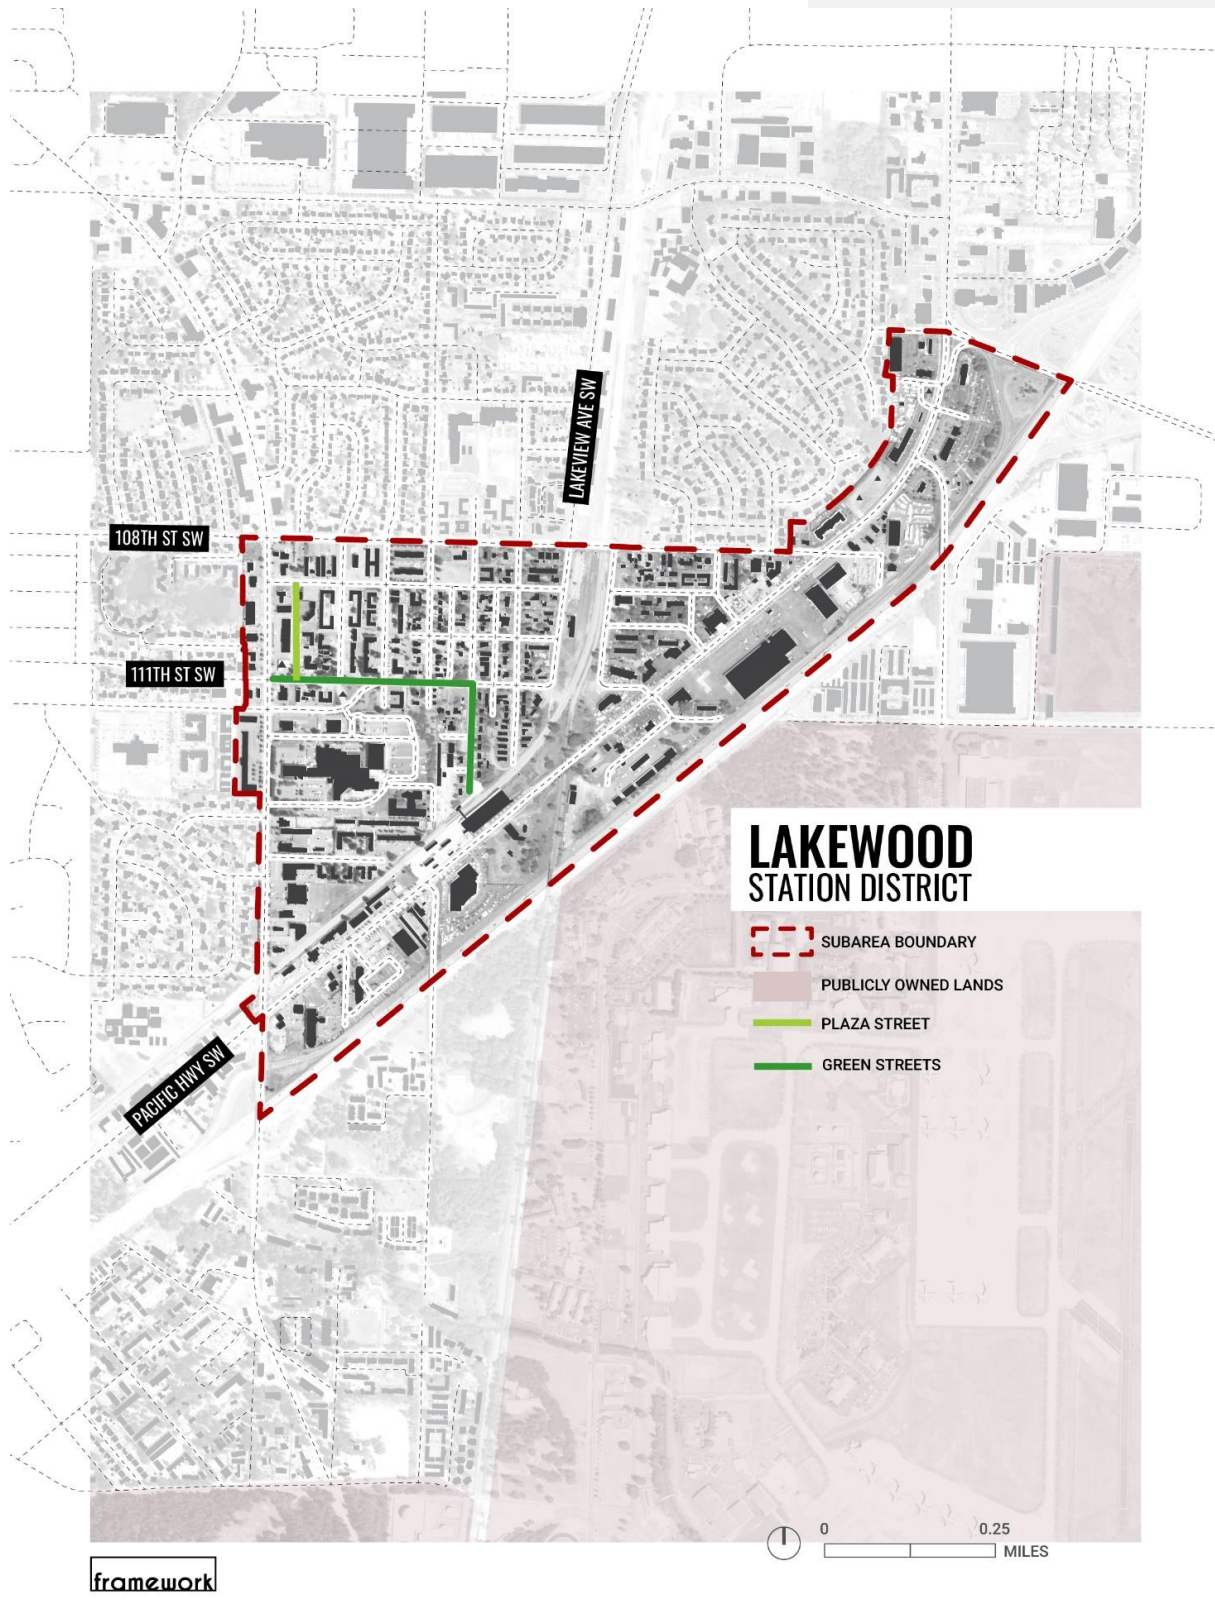 LAKEVIEW AVE SW
108TH ST SW
111TH ST SW
LAKEWOOD
STATION DISTRICT
SUBAREA BOUNDARY
PUBLICLY OWNED LANDS
PLAZA STREET
GREEN STREETS
PACIFIC HWY SW
0 0.25
MILES
framework